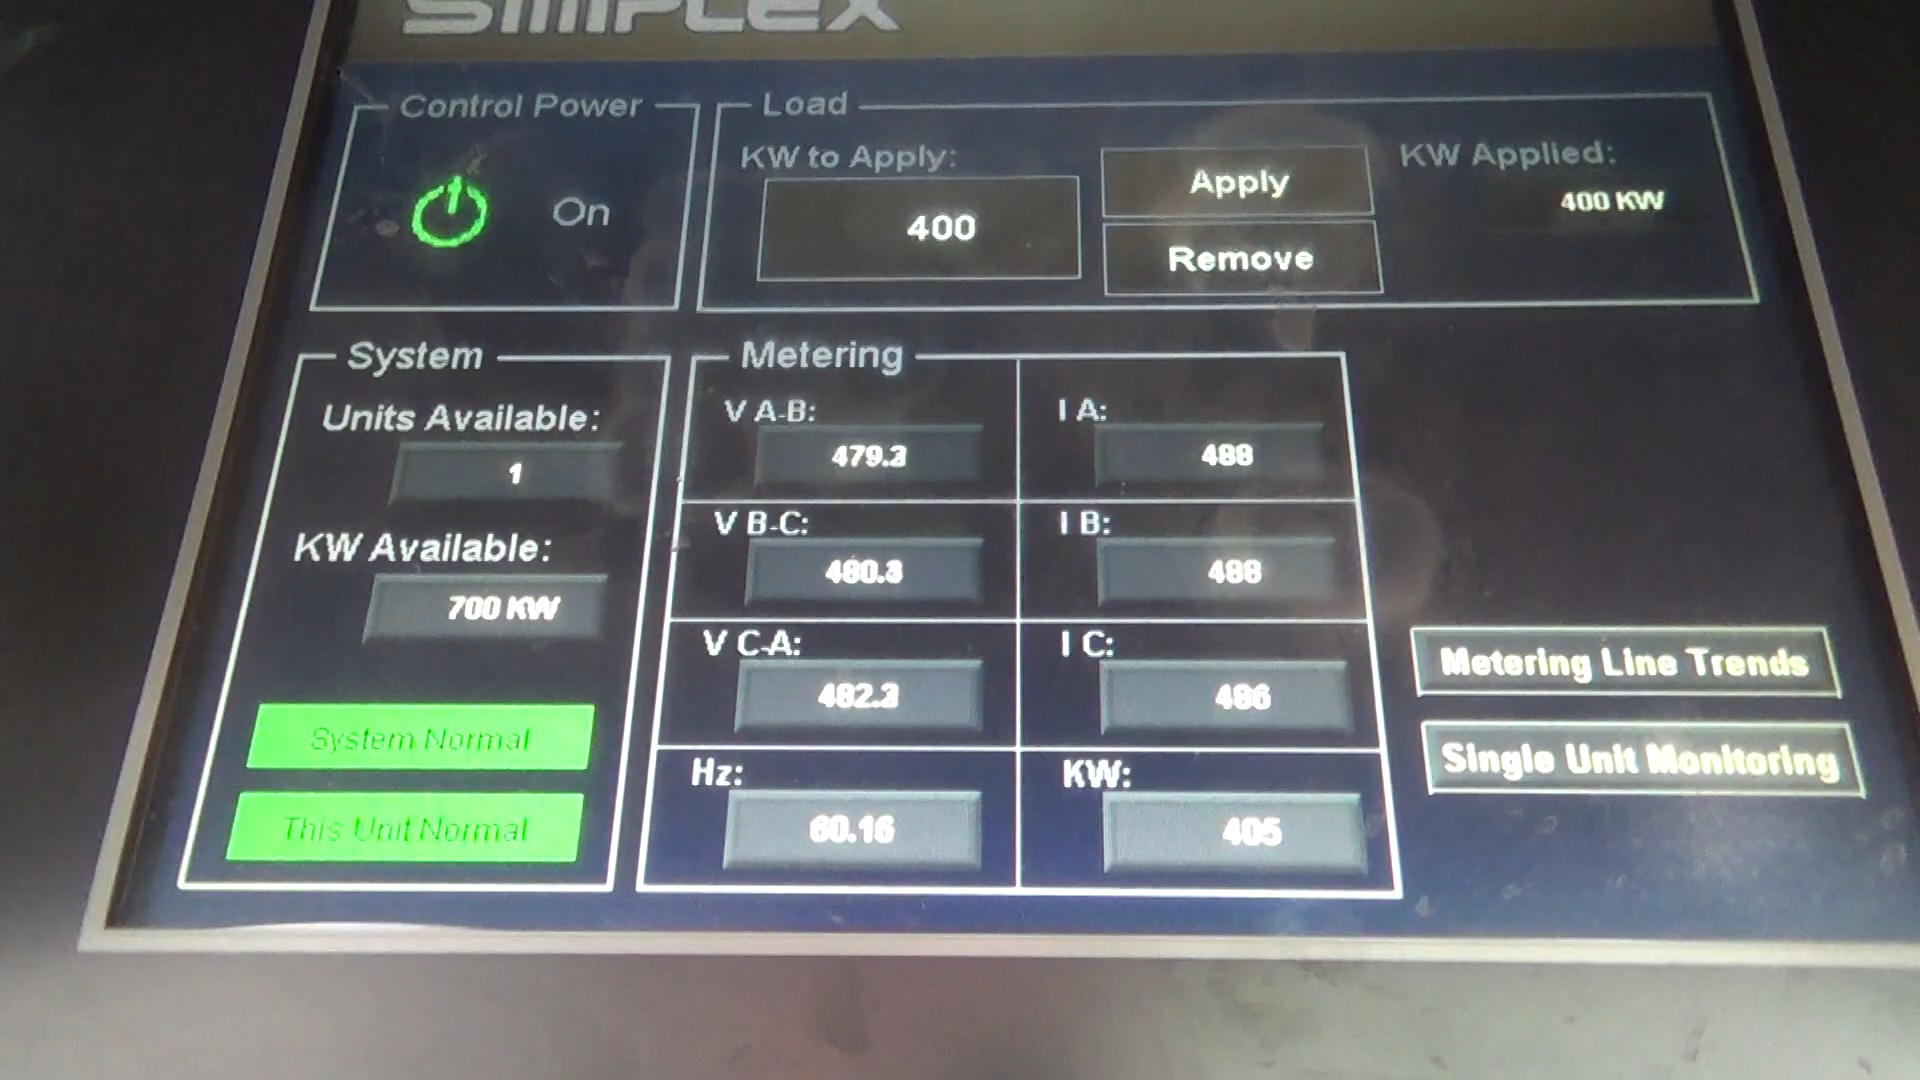 SIMPLEX
Control Power
On
Load
KW to Apply:
400
Apply
Remove
KW Applied:
400 KW
System
Units Available:
1
KW Available:
700 KW
System Normal
This Unit Normal
Metering
V A-B:
479.3
I A:
488
V B-C:
480.3
I B:
488
V C-A:
482.3
I C:
486
Hz:
60.16
KW:
405
Metering Line Trends
Single Unit Monitoring